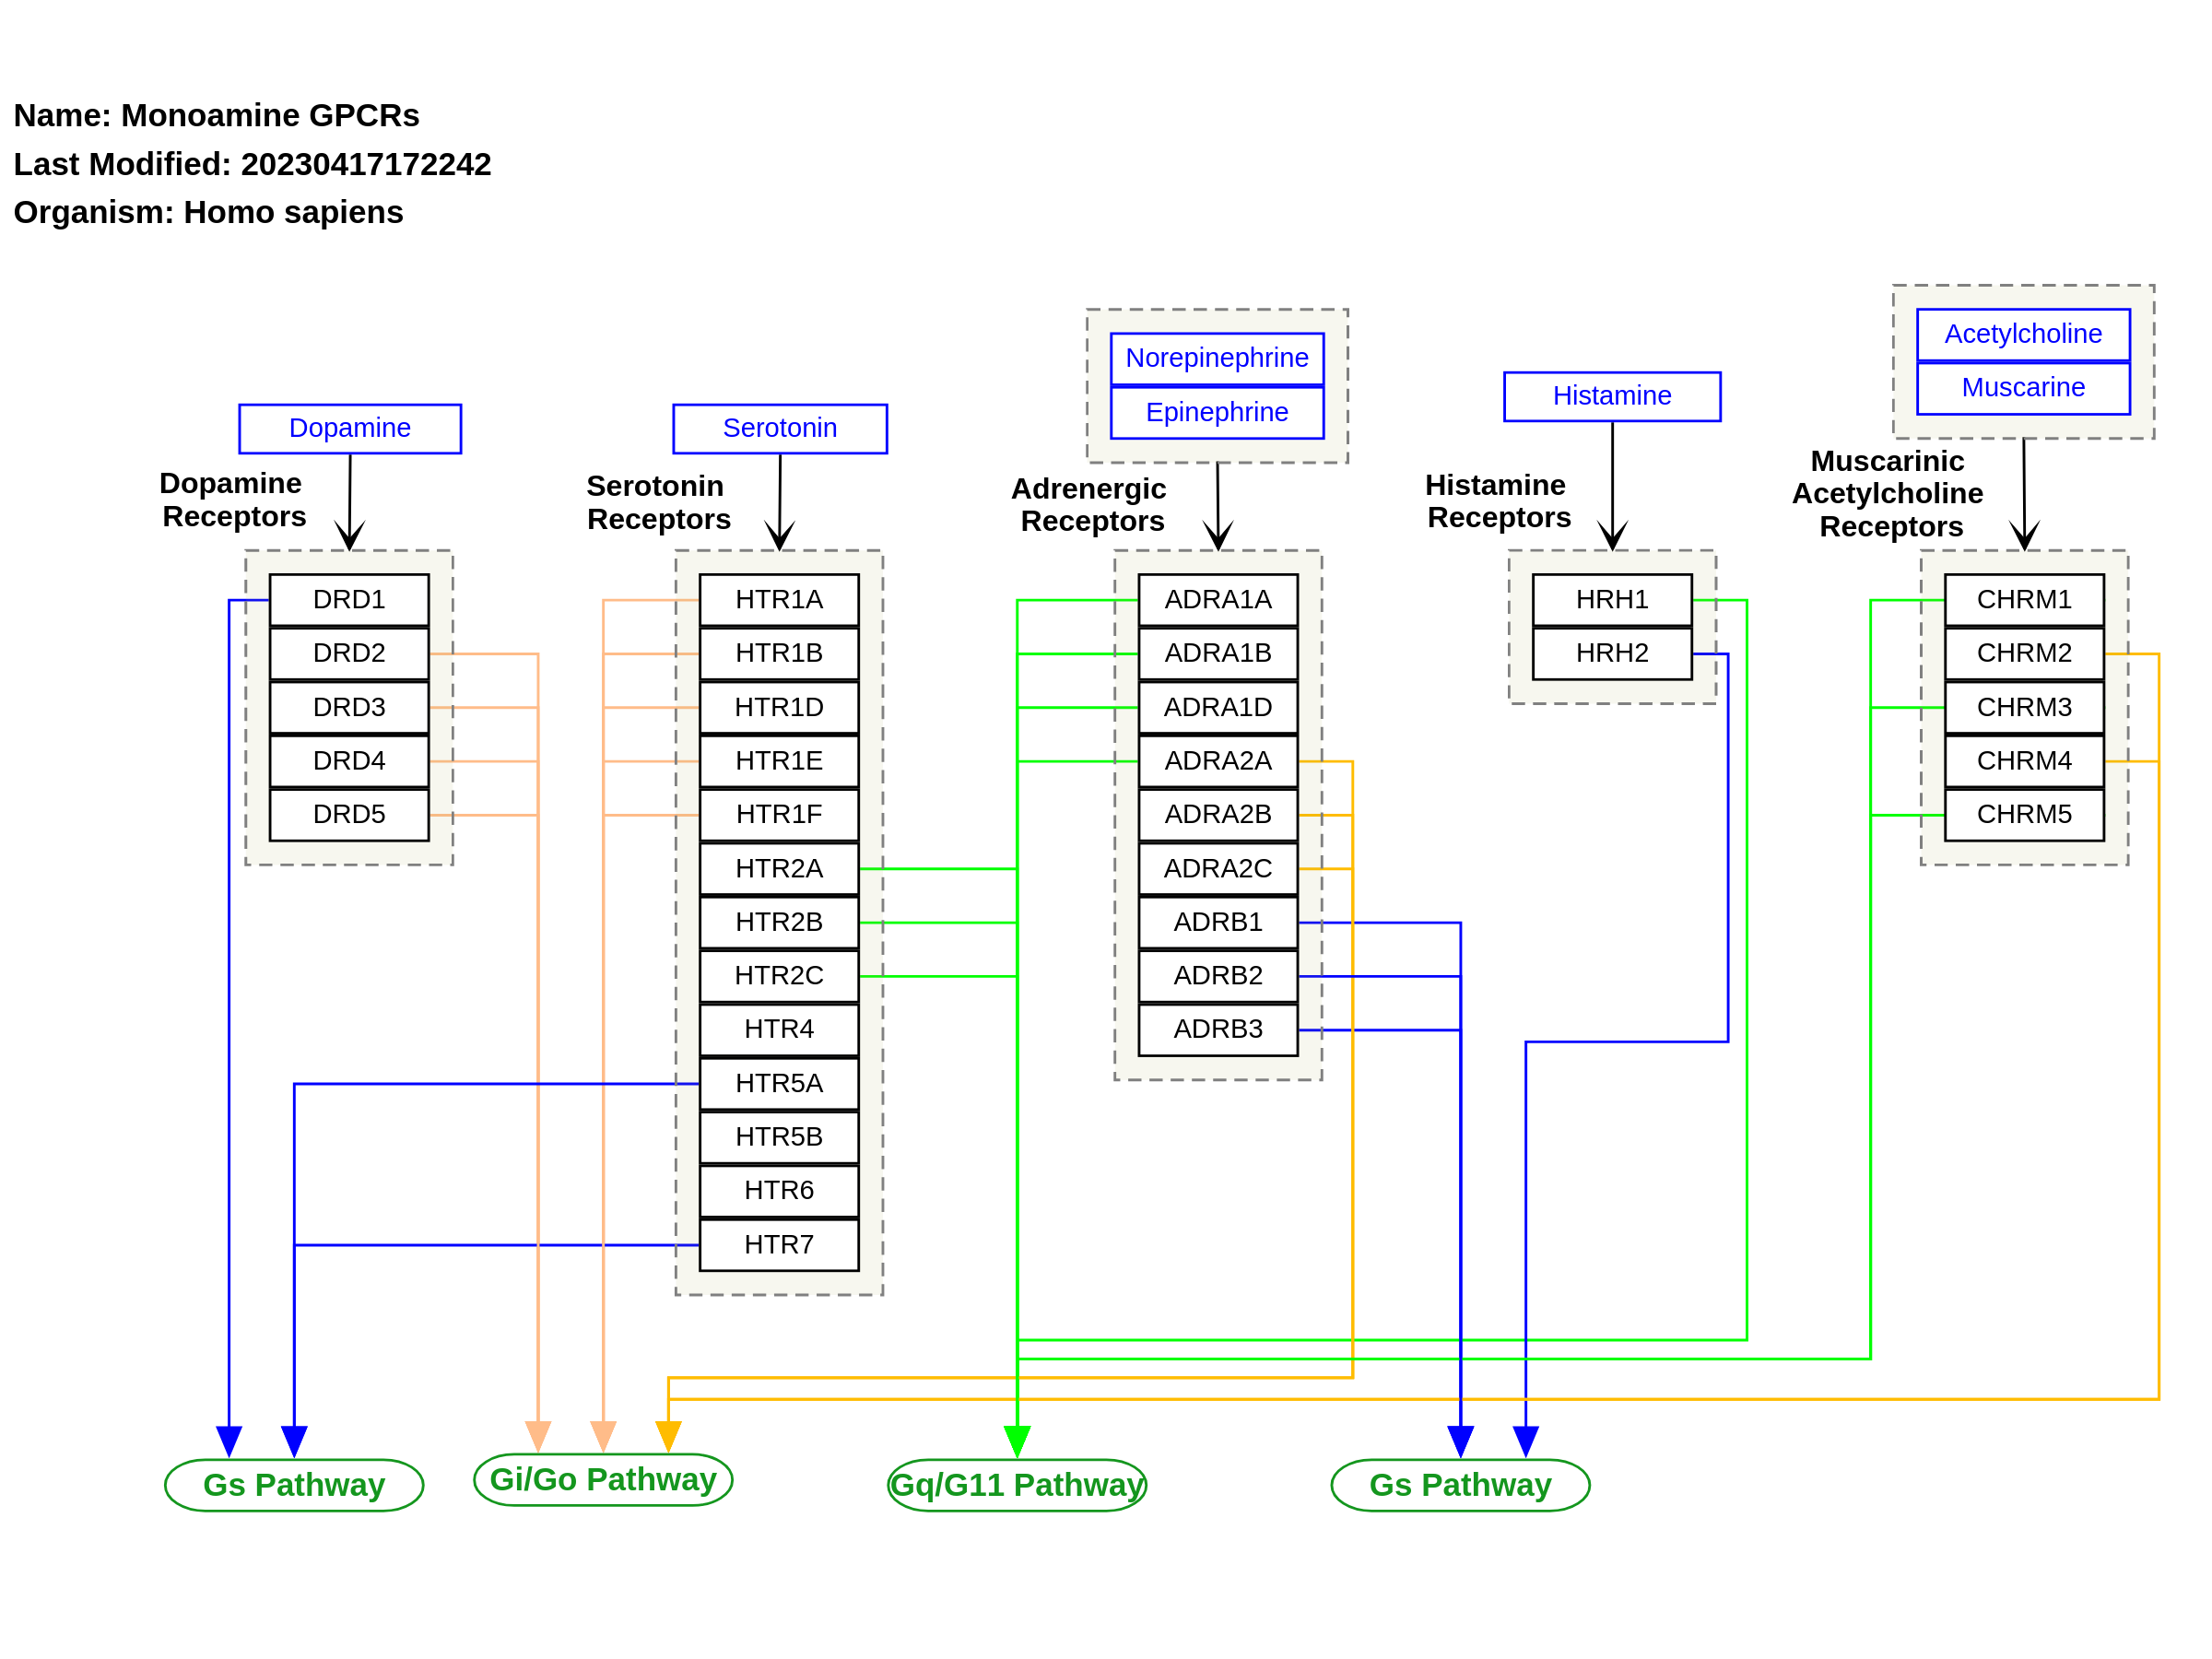 Name: Monoamine GPCRs
Last Modified: 20230417172242
Organism: Homo sapiens
Dopamine
Dopamine
Receptors
DRD1
DRD2
DRD3
DRD4
DRD5
Serotonin
Serotonin
Receptors
HTR1A
HTR1B
HTR1D
HTR1E
HTR1F
HTR2A
HTR2B
HTR2C
HTR4
HTR5A
HTR5B
HTR6
HTR7
Norepinephrine
Epinephrine
Adrenergic
Receptors
ADRA1A
ADRA1B
ADRA1D
ADRA2A
ADRA2B
ADRA2C
ADRB1
ADRB2
ADRB3
Histamine
Histamine
Receptors
HRH1
HRH2
Acetylcholine
Muscarine
Muscarinic
Acetylcholine
Receptors
CHRM1
CHRM2
CHRM3
CHRM4
CHRM5
Gs Pathway
Gi/Go Pathway
Gq/G11 Pathway
Gs Pathway